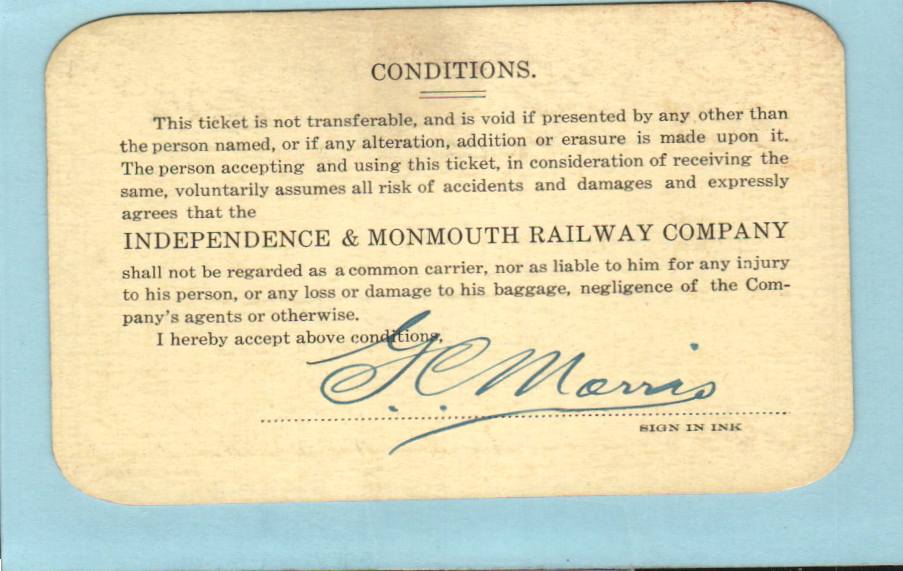 CONDITIONS.
This ticket is not transferable, and is void if presented by any other than
the person named, or if any alteration, addition or erasure is made upon it.
The person accepting and using this ticket, in consideration of receiving the
same, voluntarily assumes all risk of accidents and damages and expressly
agrees that the
INDEPENDENCE & MONMOUTH RAILWAY COMPANY
shall not be regarded as a common carrier, nor as liable to him for any injury
to his person, or any loss or damage to his baggage, negligence of the Com-
pany's agents or otherwise.
I hereby accept above conditions,
G. C. Morris
SIGN IN INK